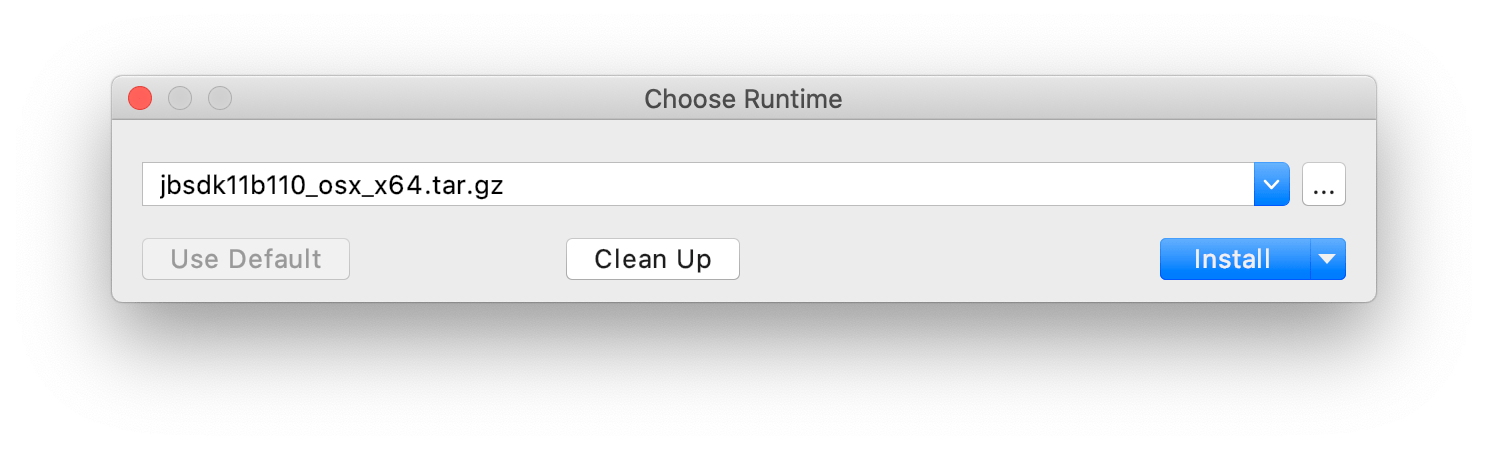 Choose Runtime
jbsdk11b110_osx_x64.tar.gz
...
Use Default
Clean Up
Install